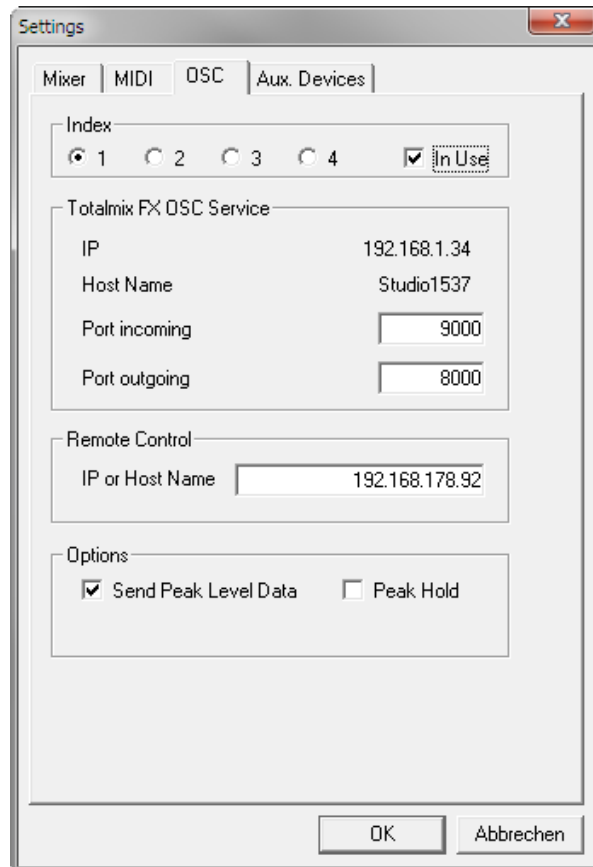 Settings
Mixer MIDI OSC Aux. Devices
Index
1 2 3 4 In Use
Totalmix FX OSC Service
IP 192.168.1.34
Host Name Studio1537
Port incoming 9000
Port outgoing 8000
Remote Control
IP or Host Name 192.168.178.92
Options
Send Peak Level Data Peak Hold
OK Abbrechen